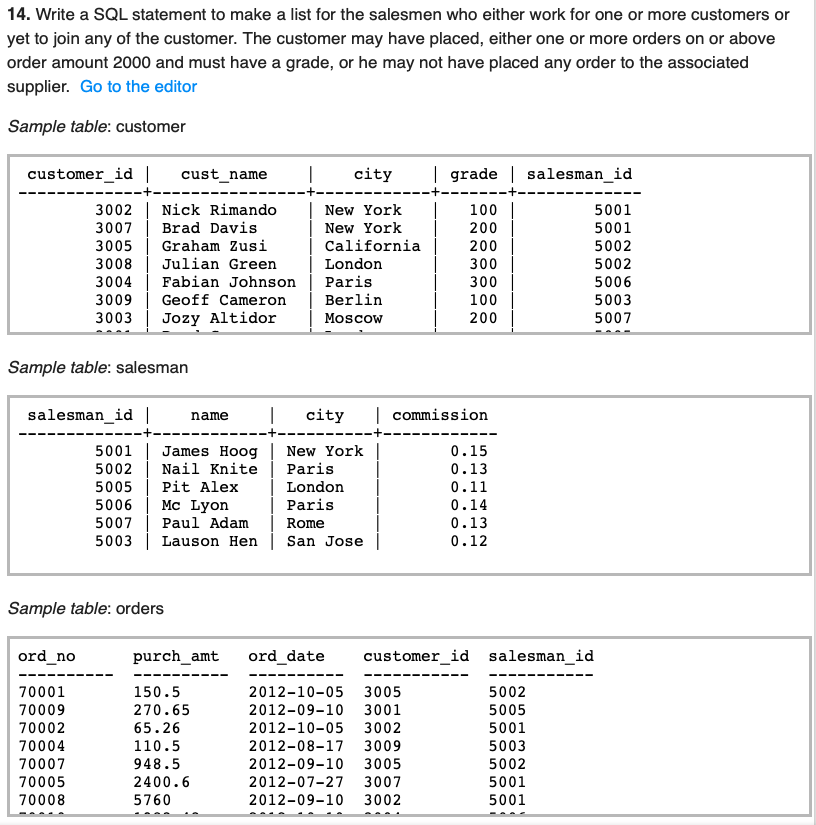 14. Write a SQL statement to make a list for the salesmen who either work for one or more customers or
yet to join any of the customer. The customer may have placed, either one or more orders on or above
order amount 2000 and must have a grade, or he may not have placed any order to the associated
supplier. Go to the editor
Sample table: customer
customer_id | cust_name | city | grade | salesman_id
-------------+----------------+------------+-------+-------------
3002 | Nick Rimando | New York | 100 | 5001
3007 | Brad Davis | New York | 200 | 5001
3005 | Graham Zusi | California | 200 | 5002
3008 | Julian Green | London | 300 | 5002
3004 | Fabian Johnson | Paris | 300 | 5006
3009 | Geoff Cameron | Berlin | 100 | 5003
3003 | Jozy Altidor | Moscow | 200 | 5007
Sample table: salesman
salesman_id | name | city | commission
-------------+------------+----------+------------
5001 | James Hoog | New York | 0.15
5002 | Nail Knite | Paris | 0.13
5005 | Pit Alex | London | 0.11
5006 | Mc Lyon | Paris | 0.14
5007 | Paul Adam | Rome | 0.13
5003 | Lauson Hen | San Jose | 0.12
Sample table: orders
ord_no purch_amt ord_date customer_id salesman_id
---------- ---------- ---------- ----------- -----------
70001 150.5 2012-10-05 3005 5002
70009 270.65 2012-09-10 3001 5005
70002 65.26 2012-10-05 3002 5001
70004 110.5 2012-08-17 3009 5003
70007 948.5 2012-09-10 3005 5002
70005 2400.6 2012-07-27 3007 5001
70008 5760 2012-09-10 3002 5001